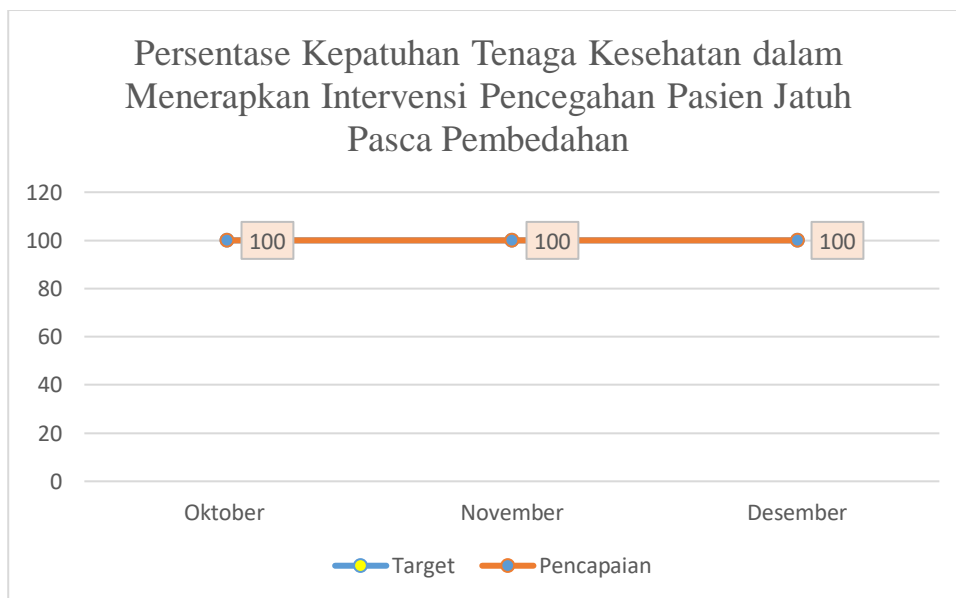 Persentase Kepatuhan Tenaga Kesehatan dalam
Menerapkan Intervensi Pencegahan Pasien Jatuh
Pasca Pembedahan
120
100
80
60
40
20
0
100
100
100
Oktober
November
Desember
Target
Pencapaian